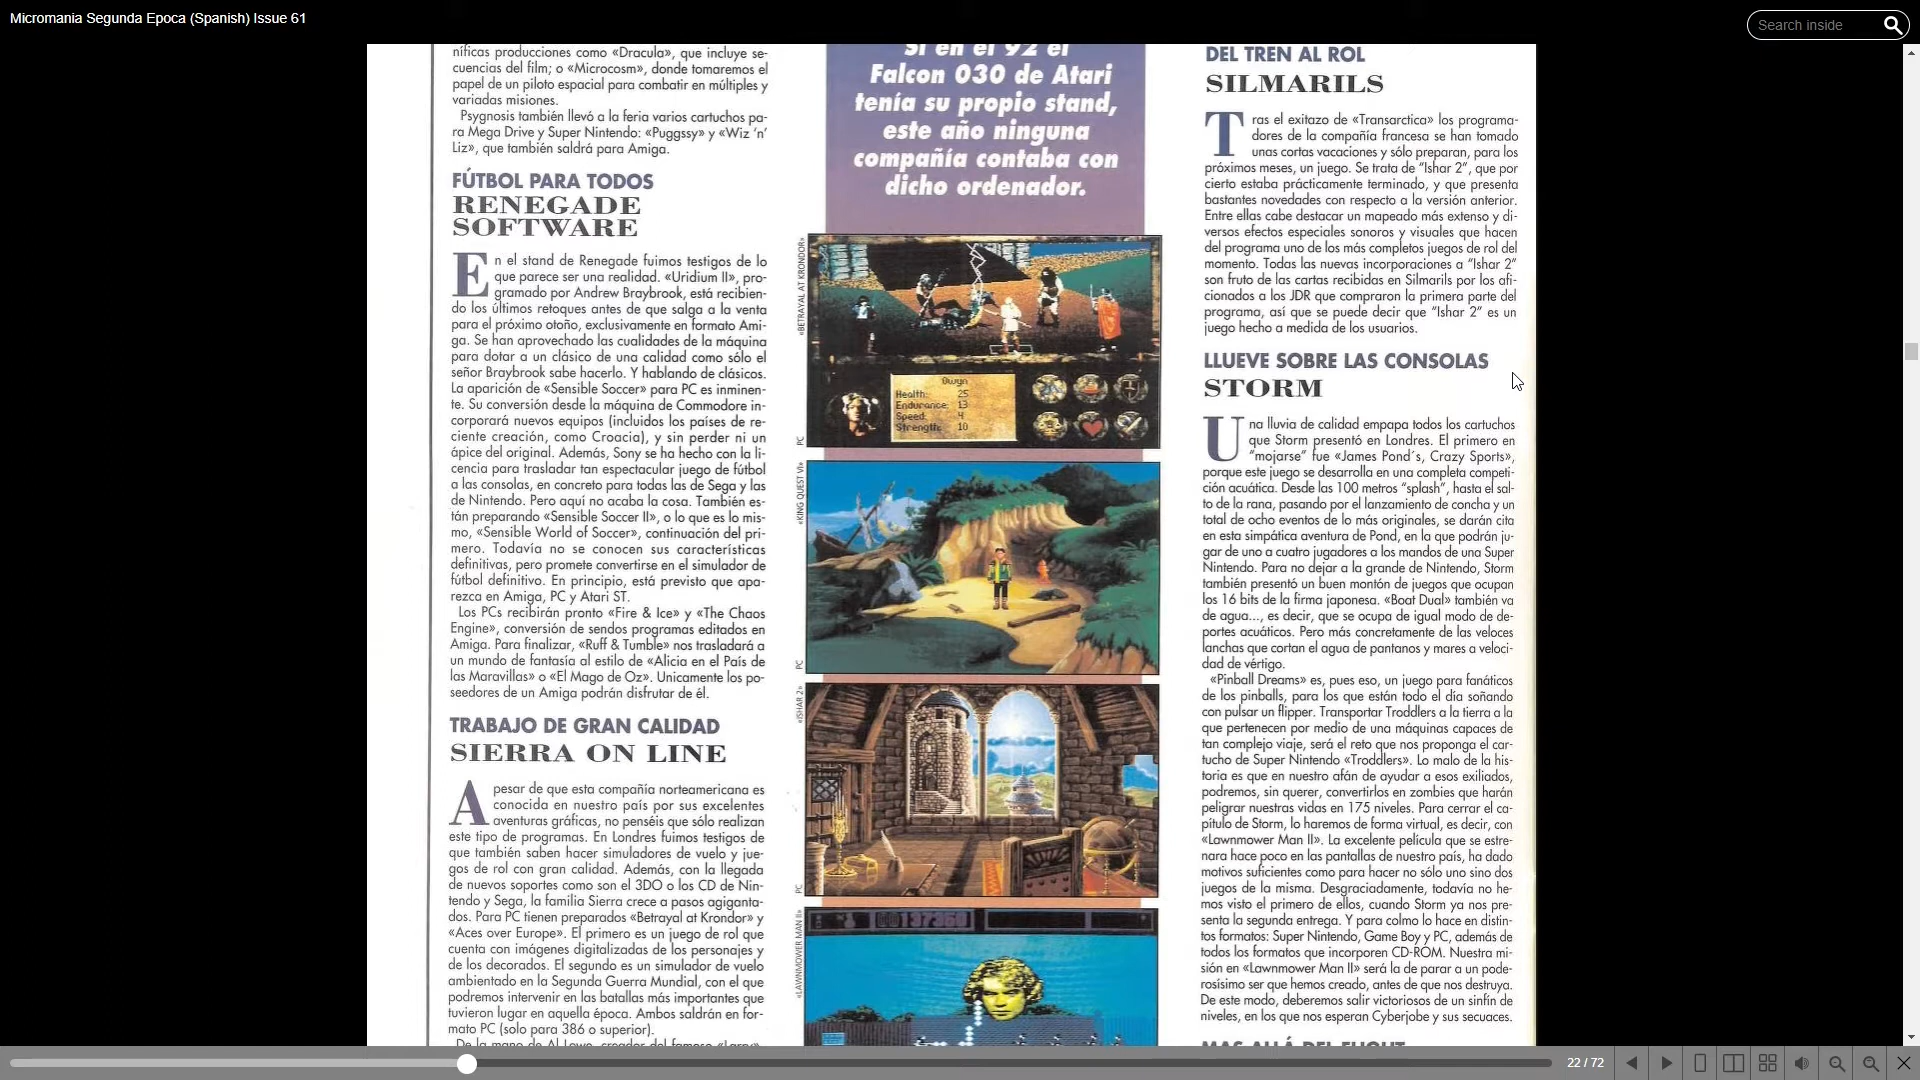 Micromania Segunda Epoca (Spanish) Issue 61
Search inside
níficas producciones como «Dracula», que incluye se-
cuencias del film; o «Microcosm», donde tomaremos el
papel de un piloto espacial para combatir en múltiples y
variadas misiones.
Psygnosis también llevó a la feria varios cartuchos pa-
ra Mega Drive y Super Nintendo: «Puggssy» y «Wiz 'n'
Liz», que también saldrá para Amiga.
FÚTBOL PARA TODOS
RENEGADE
SOFTWARE
En el stand de Renegade fuimos testigos de lo
que parece ser una realidad. «Uridium II», pro-
gramado por Andrew Braybrook, está recibien-
do los últimos retoques antes de que salga a la venta
para el próximo otoño, exclusivamente en formato Ami-
ga. Se han aprovechado las cualidades de la máquina
para dotar a un clásico de una calidad como sólo el
señor Braybrook sabe hacerlo. Y hablando de clásicos.
La aparición de «Sensible Soccer» para PC es inminen-
te. Su conversión desde la máquina de Commodore in-
corporará nuevos equipos (incluidos los países de re-
ciente creación, como Croacia), y sin perder ni un
ápice del original. Además, Sony se ha hecho con la li-
cencia para trasladar tan espectacular juego de fútbol
a las consolas, en concreto para todas las de Sega y las
de Nintendo. Pero aquí no acaba la cosa. También es-
tán preparando «Sensible Soccer II», o lo que es lo mis-
mo, «Sensible World of Soccer», continuación del pri-
mero. Todavía no se conocen sus características
definitivas, pero promete convertirse en el simulador de
fútbol definitivo. En principio, está previsto que apa-
rezca en Amiga, PC y Atari ST.
Los PCs recibirán pronto «Fire & Ice» y «The Chaos
Engine», conversión de sendos programas editados en
Amiga. Para finalizar, «Ruff & Tumble» nos trasladará a
un mundo de fantasía al estilo de «Alicia en el País de
las Maravillas» o «El Mago de Oz». Unicamente los po-
seedores de un Amiga podrán disfrutar de él.
TRABAJO DE GRAN CALIDAD
SIERRA ON LINE
A pesar de que esta compañía norteamericana es
conocida en nuestro país por sus excelentes
aventuras gráficas, no penséis que sólo realizan
este tipo de programas. En Londres fuimos testigos de
que también saben hacer simuladores de vuelo y jue-
gos de rol con gran calidad. Además, con la llegada
de nuevos soportes como son el 3DO o los CD de Nin-
tendo y Sega, la familia Sierra crece a pasos agiganta-
dos. Para PC tienen preparados «Betrayal at Krondor» y
«Aces over Europe». El primero es un juego de rol que
cuenta con imágenes digitalizadas de los personajes y
de los decorados. El segundo es un simulador de vuelo
ambientado en la Segunda Guerra Mundial, con el que
podremos intervenir en las batallas más importantes que
tuvieron lugar en aquella época. Ambos saldrán en for-
mato PC (solo para 386 o superior).
De la mano de Al Lowe, creador del famoso «Larry»,
Si en el 92 el
Falcon 030 de Atari
tenía su propio stand,
este año ninguna
compañía contaba con
dicho ordenador.
«BETRAYAL AT KRONDOR»
Owyn
Health: 25
Endurance: 13
Speed: 4
Strength: 10
PC
«KING QUEST VI»
PC
«ISHAR 2»
PC
«LAWNMOWER MAN II»
137360
DEL TREN AL ROL
SILMARILS
Tras el exitazo de «Transarctica» los programa-
dores de la compañía francesa se han tomado
unas cortas vacaciones y sólo preparan, para los
próximos meses, un juego. Se trata de "Ishar 2", que por
cierto estaba prácticamente terminado, y que presenta
bastantes novedades con respecto a la versión anterior.
Entre ellas cabe destacar un mapeado más extenso y di-
versos efectos especiales sonoros y visuales que hacen
del programa uno de los más completos juegos de rol del
momento. Todas las nuevas incorporaciones a "Ishar 2"
son fruto de las cartas recibidas en Silmarils por los afi-
cionados a los JDR que compraron la primera parte del
programa, así que se puede decir que "Ishar 2" es un
juego hecho a medida de los usuarios.
LLUEVE SOBRE LAS CONSOLAS
STORM
Una lluvia de calidad empapa todos los cartuchos
que Storm presentó en Londres. El primero en
"mojarse" fue «James Pond´s, Crazy Sports»,
porque este juego se desarrolla en una completa competi-
ción acuática. Desde las 100 metros "splash", hasta el sal-
to de la rana, pasando por el lanzamiento de concha y un
total de ocho eventos de lo más originales, se darán cita
en esta simpática aventura de Pond, en la que podrán ju-
gar de uno a cuatro jugadores a los mandos de una Super
Nintendo. Para no dejar a la grande de Nintendo, Storm
también presentó un buen montón de juegos que ocupan
los 16 bits de la firma japonesa. «Boat Dual» también va
de agua..., es decir, que se ocupa de igual modo de de-
portes acuáticos. Pero más concretamente de las veloces
lanchas que cortan el agua de pantanos y mares a veloci-
dad de vértigo.
«Pinball Dreams» es, pues eso, un juego para fanáticos
de los pinballs, para los que están todo el día soñando
con pulsar un flipper. Transportar Troddlers a la tierra a la
que pertenecen por medio de una máquinas capaces de
tan complejo viaje, será el reto que nos proponga el car-
tucho de Super Nintendo «Troddlers». Lo malo de la his-
toria es que en nuestro afán de ayudar a esos exiliados,
podremos, sin querer, convertirlos en zombies que harán
peligrar nuestras vidas en 175 niveles. Para cerrar el ca-
pítulo de Storm, lo haremos de forma virtual, es decir, con
«Lawnmower Man II». La excelente película que se estre-
nara hace poco en las pantallas de nuestro país, ha dado
motivos suficientes como para hacer no sólo uno sino dos
juegos de la misma. Desgraciadamente, todavía no he-
mos visto el primero de ellos, cuando Storm ya nos pre-
senta la segunda entrega. Y para colmo lo hace en distin-
tos formatos: Super Nintendo, Game Boy y PC, además de
todos los formatos que incorporen CD-ROM. Nuestra mi-
sión en «Lawnmower Man II» será la de parar a un pode-
rosísimo ser que hemos creado, antes de que nos destruya.
De este modo, deberemos salir victoriosos de un sinfín de
niveles, en los que nos esperan Cyberjobe y sus secuaces.
MAS ALLÁ DEL FLIGHT
22 / 72